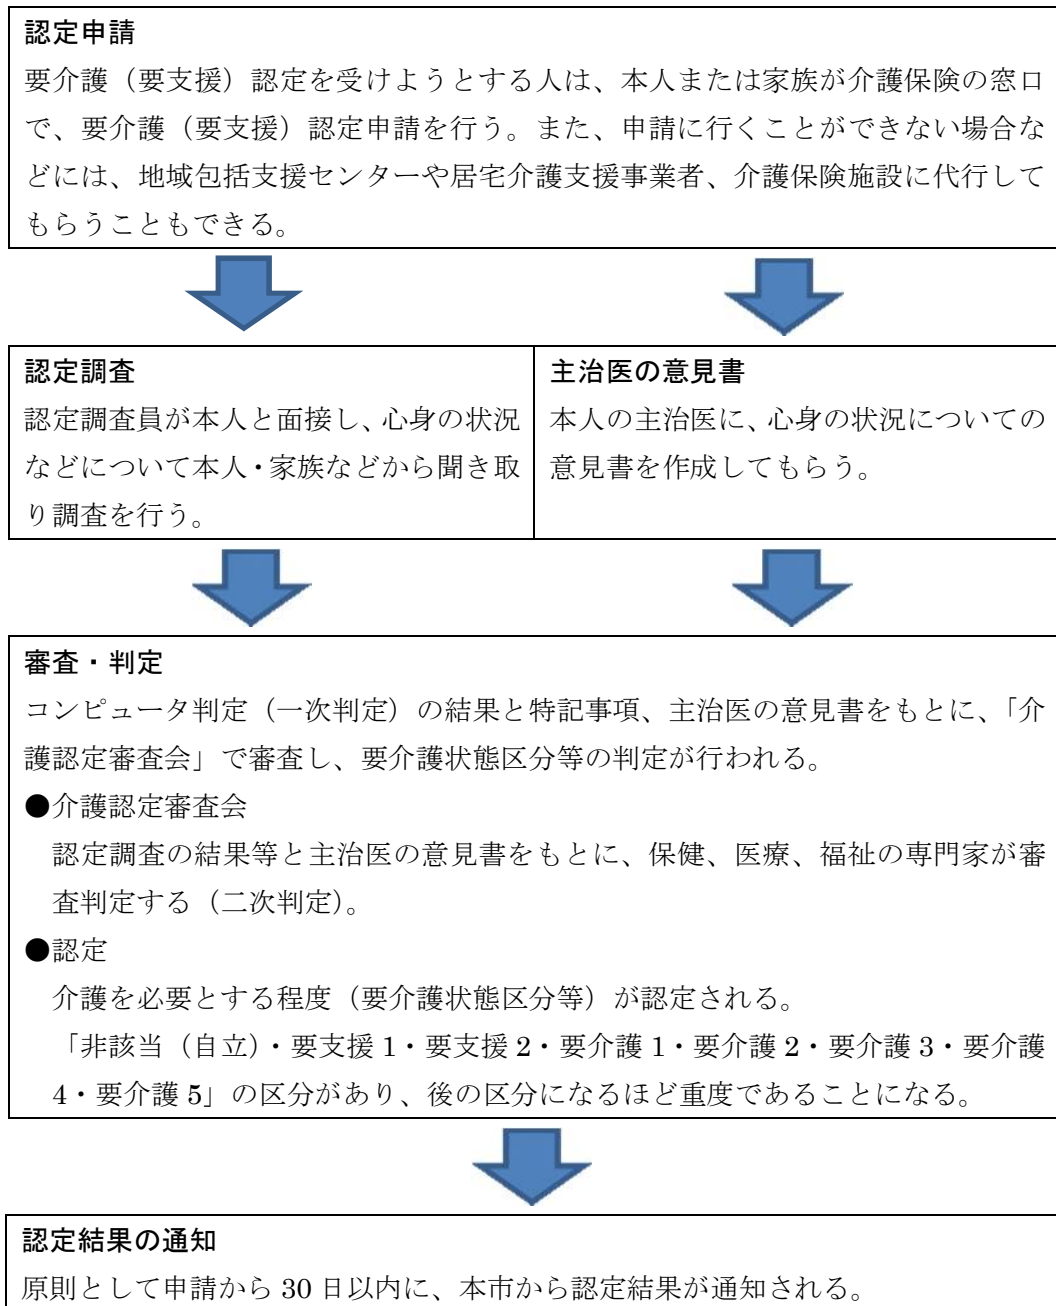 認定申請
要介護（要支援）認定を受けようとする人は、本人または家族が介護保険の窓口
で、要介護（要支援）認定申請を行う。また、申請に行くことができない場合な
どには、地域包括支援センターや居宅介護支援事業者、介護保険施設に代行して
もらうこともできる。
認定調査
認定調査員が本人と面接し、心身の状況
などについて本人・家族などから聞き取
り調査を行う。
主治医の意見書
本人の主治医に、心身の状況についての
意見書を作成してもらう。
審査・判定
コンピュータ判定（一次判定）の結果と特記事項、主治医の意見書をもとに、「介
護認定審査会」で審査し、要介護状態区分等の判定が行われる。
●介護認定審査会
認定調査の結果等と主治医の意見書をもとに、保健、医療、福祉の専門家が審
査判定する（二次判定）。
●認定
介護を必要とする程度（要介護状態区分等）が認定される。
「非該当（自立）・要支援 1・要支援 2・要介護 1・要介護 2・要介護 3・要介護
4・要介護 5」の区分があり、後の区分になるほど重度であることになる。
認定結果の通知
原則として申請から 30 日以内に、本市から認定結果が通知される。